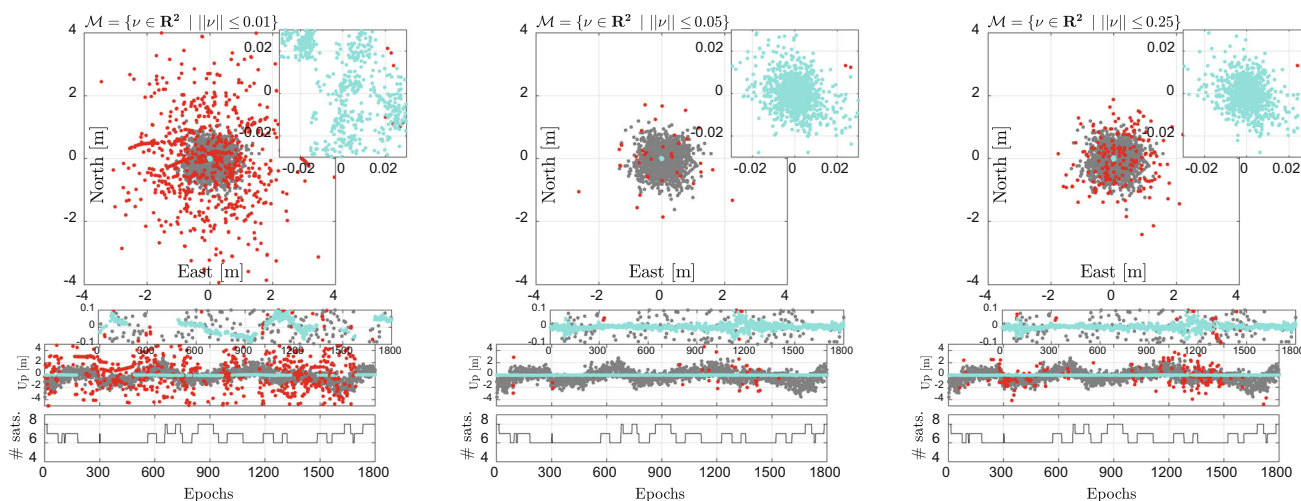 𝓜 = {ν ∈ R² | ||ν|| ≤ 0.01}
4
2
0
-2
-4
North [m]
0.02
0
-0.02
-0.02 0 0.02
East [m]
-4 -2 0 2 4
0.1
0
-0.1
0 300 600 900 1200 1500 1800
Up [m]
4
2
0
-2
-4
# sats.
8
6
4
0 300 600 900 1200 1500 1800
Epochs
𝓜 = {ν ∈ R² | ||ν|| ≤ 0.05}
4
2
0
-2
-4
North [m]
0.02
0
-0.02
-0.02 0 0.02
East [m]
-4 -2 0 2 4
0.1
0
-0.1
0 300 600 900 1200 1500 1800
Up [m]
4
2
0
-2
-4
# sats.
8
6
4
0 300 600 900 1200 1500 1800
Epochs
𝓜 = {ν ∈ R² | ||ν|| ≤ 0.25}
4
2
0
-2
-4
North [m]
0.02
0
-0.02
-0.02 0 0.02
East [m]
-4 -2 0 2 4
0.1
0
-0.1
0 300 600 900 1200 1500 1800
Up [m]
4
2
0
-2
-4
# sats.
8
6
4
0 300 600 900 1200 1500 1800
Epochs